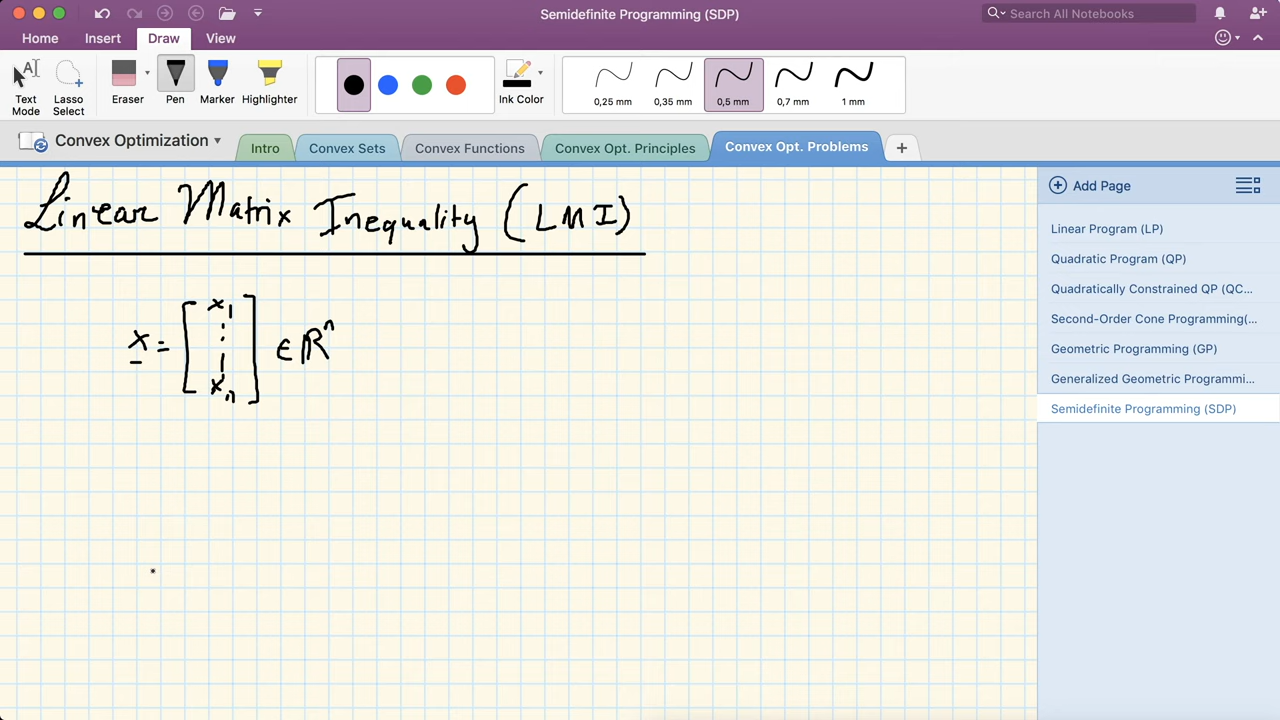 Semidefinite Programming (SDP)
Search All Notebooks
Home Insert Draw View
Text Mode
Lasso Select
Eraser
Pen
Marker
Highlighter
Ink Color
0,25 mm 0,35 mm 0,5 mm 0,7 mm 1 mm
Convex Optimization
Intro Convex Sets Convex Functions Convex Opt. Principles Convex Opt. Problems
Add Page
Linear Program (LP)
Quadratic Program (QP)
Quadratically Constrained QP (QC...
Second-Order Cone Programming(...
Geometric Programming (GP)
Generalized Geometric Programmi...
Semidefinite Programming (SDP)
Linear Matrix Inequality (LMI)
x = [ x₁ ⋮ xₙ ] ∈ ℝⁿ